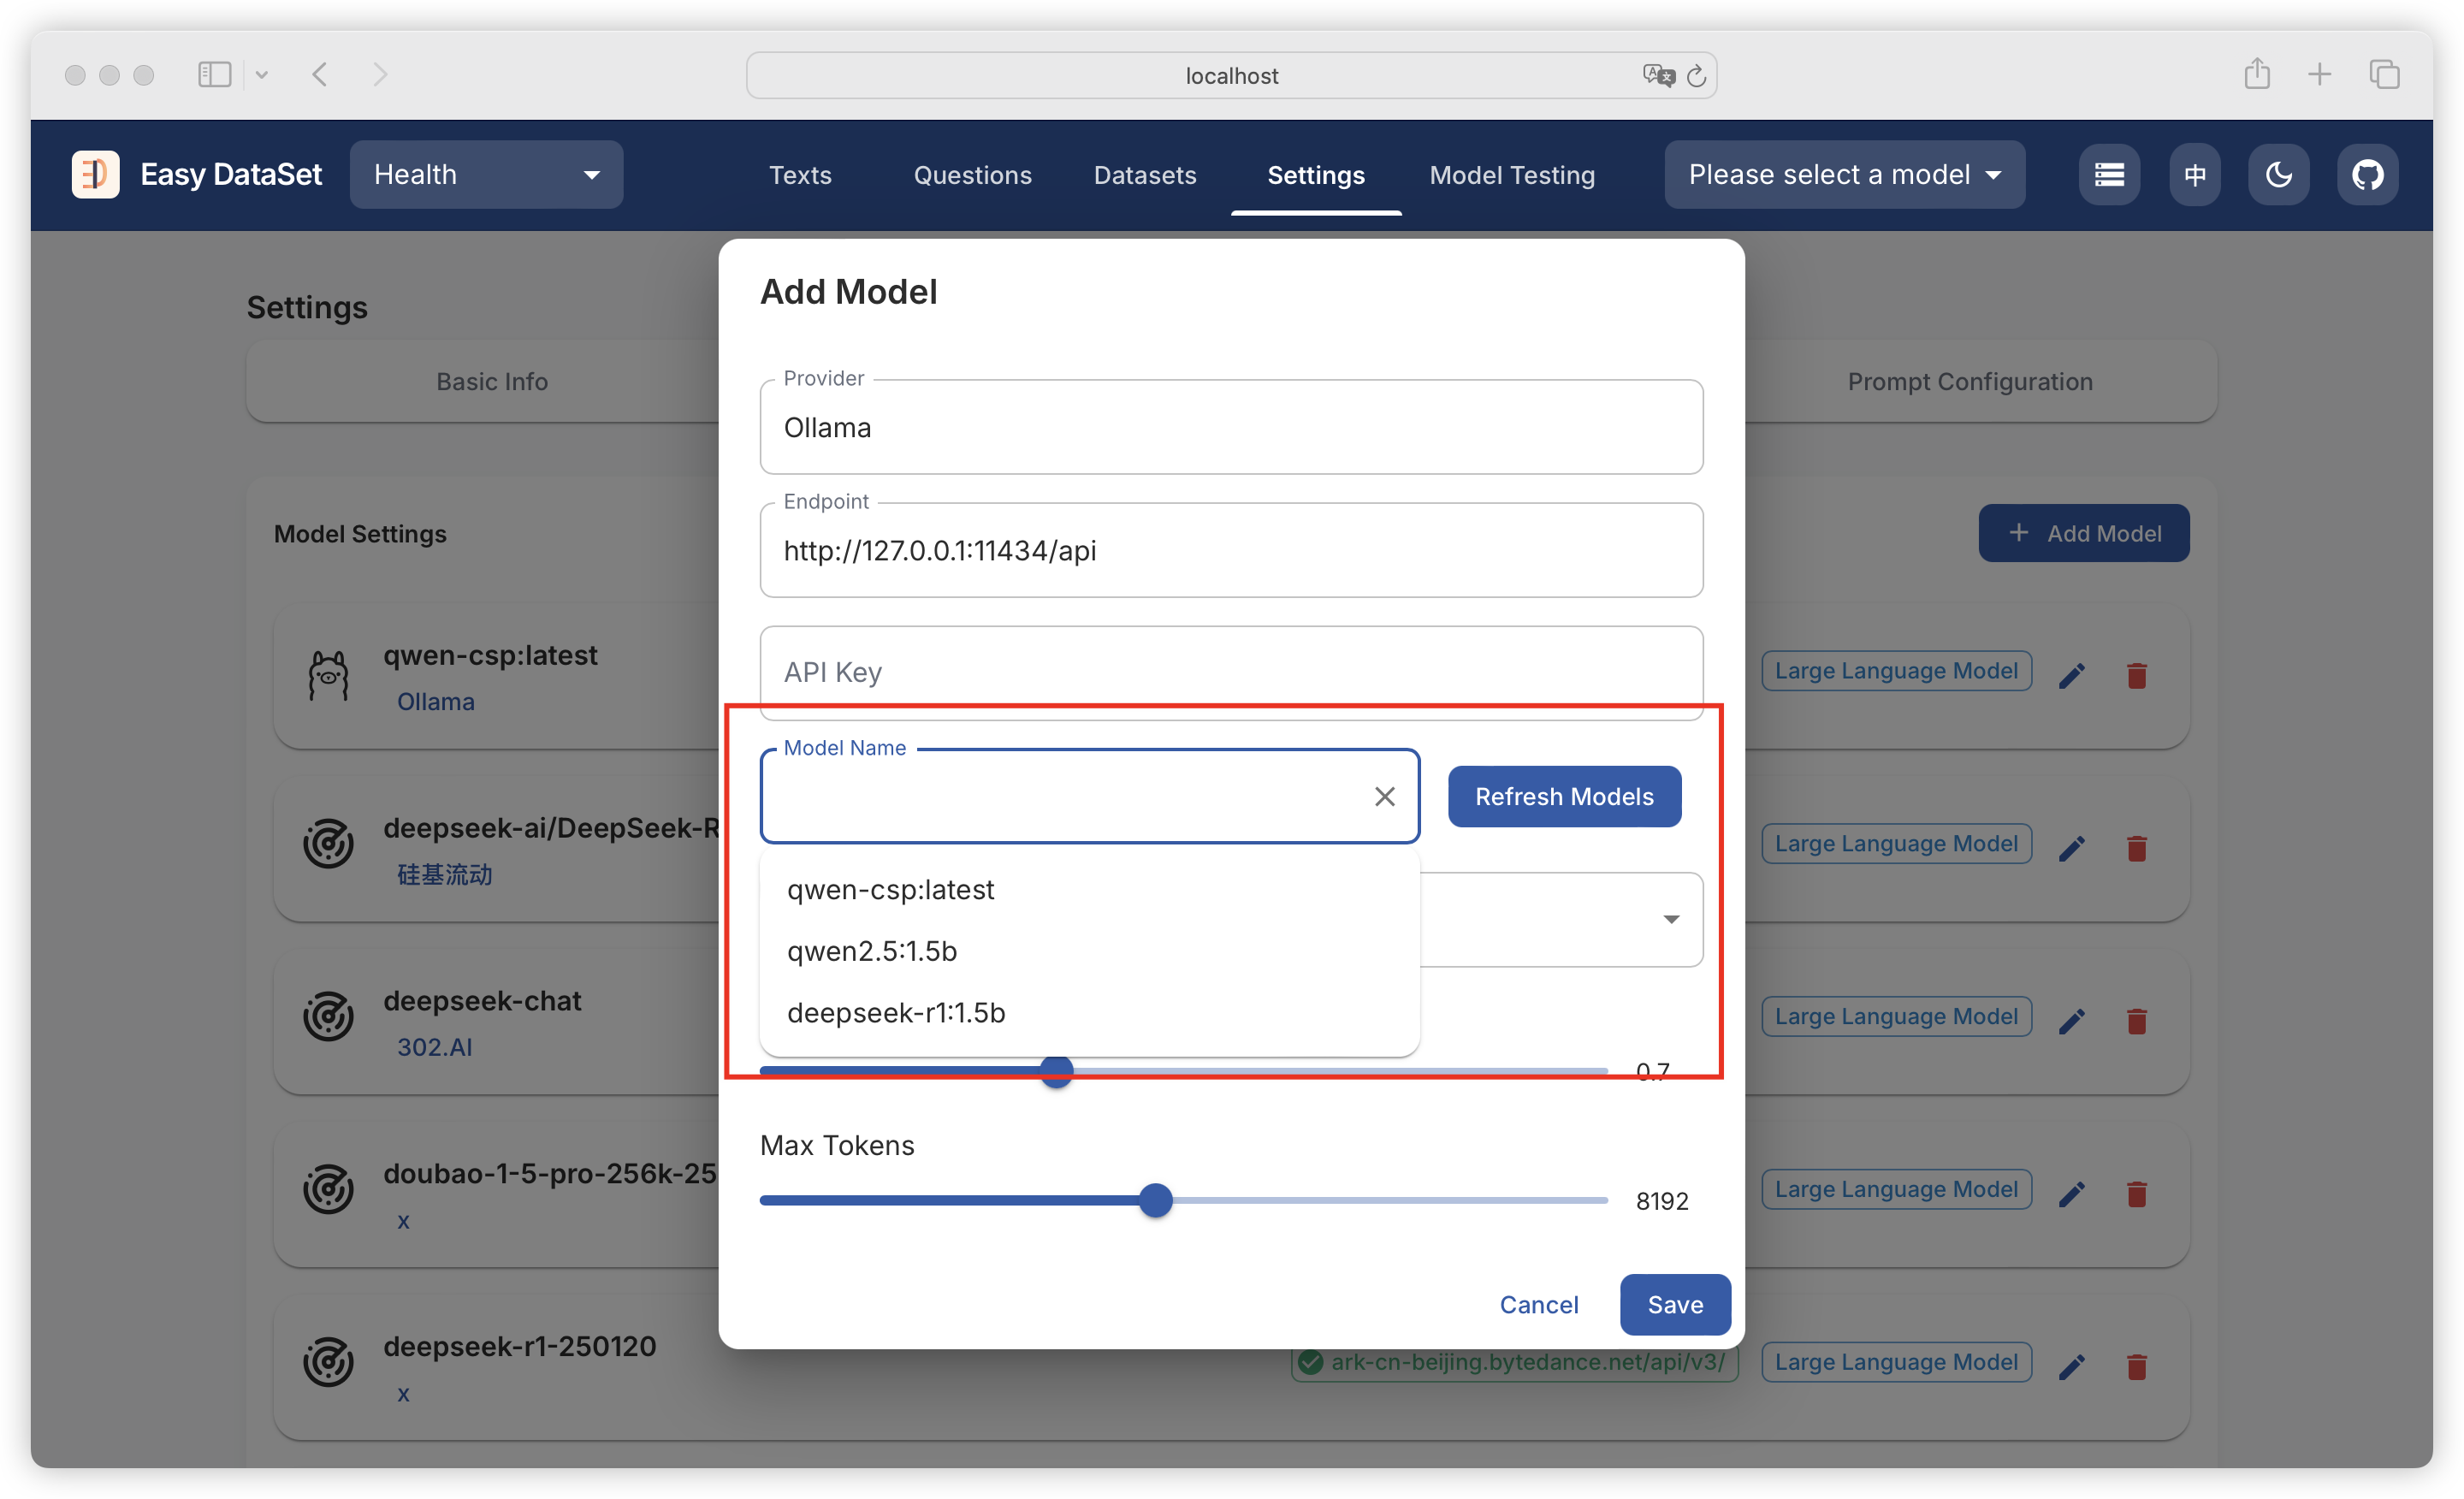 localhost
Easy DataSet
Health
Texts
Questions
Datasets
Settings
Model Testing
Please select a model
中
Settings
Basic Info
Prompt Configuration
Model Settings
Add Model
qwen-csp:latest
Ollama
Large Language Model
deepseek-ai/DeepSeek-R
硅基流动
Large Language Model
deepseek-chat
302.AI
Large Language Model
doubao-1-5-pro-256k-25
x
Large Language Model
deepseek-r1-250120
x
ark-cn-beijing.bytedance.net/api/v3/
Large Language Model
Add Model
Provider
Ollama
Endpoint
http://127.0.0.1:11434/api
API Key
Model Name
Refresh Models
qwen-csp:latest
qwen2.5:1.5b
deepseek-r1:1.5b
0.7
Max Tokens
8192
Cancel
Save